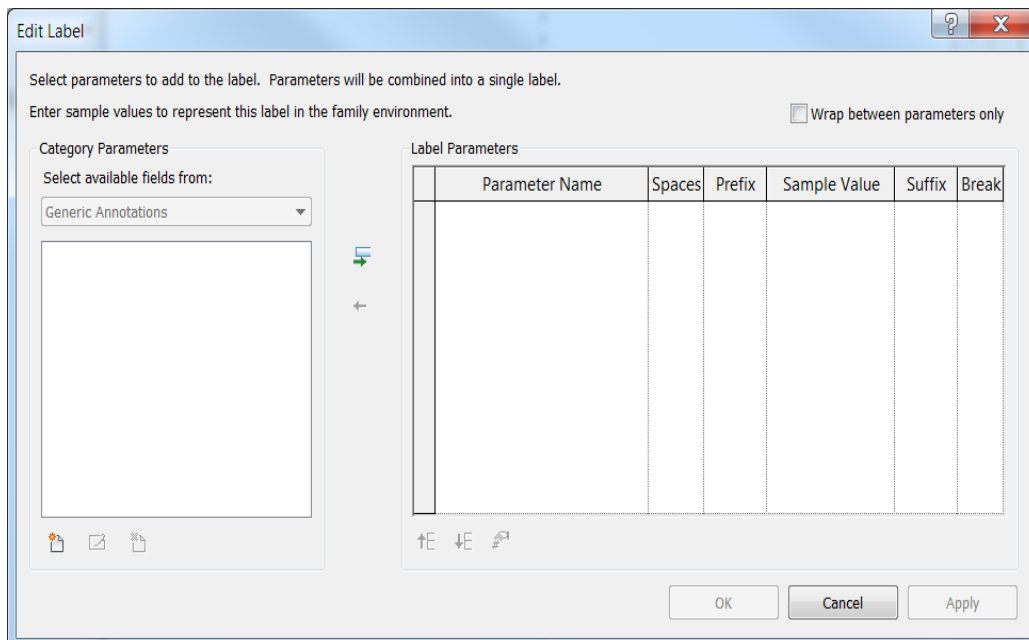 Edit Label
Select parameters to add to the label. Parameters will be combined into a single label.
Enter sample values to represent this label in the family environment.
Wrap between parameters only
Category Parameters
Select available fields from:
Generic Annotations
Label Parameters
Parameter Name Spaces Prefix Sample Value Suffix Break
OK Cancel Apply